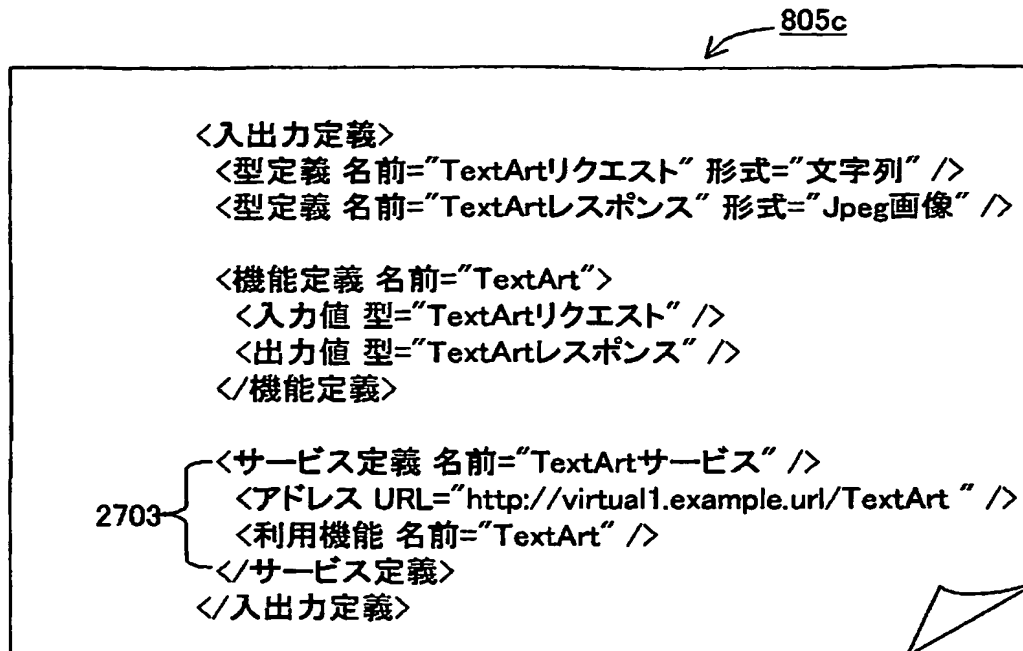 805c
<入出力定義>
<型定義 名前="TextArtリクエスト" 形式="文字列" />
<型定義 名前="TextArtレスポンス" 形式="Jpeg画像" />
<機能定義 名前="TextArt">
<入力値 型="TextArtリクエスト" />
<出力値 型="TextArtレスポンス" />
</機能定義>
<サービス定義 名前="TextArtサービス" />
2703 <アドレス URL="http://virtual1.example.url/TextArt " />
<利用機能 名前="TextArt" />
</サービス定義>
</入出力定義>